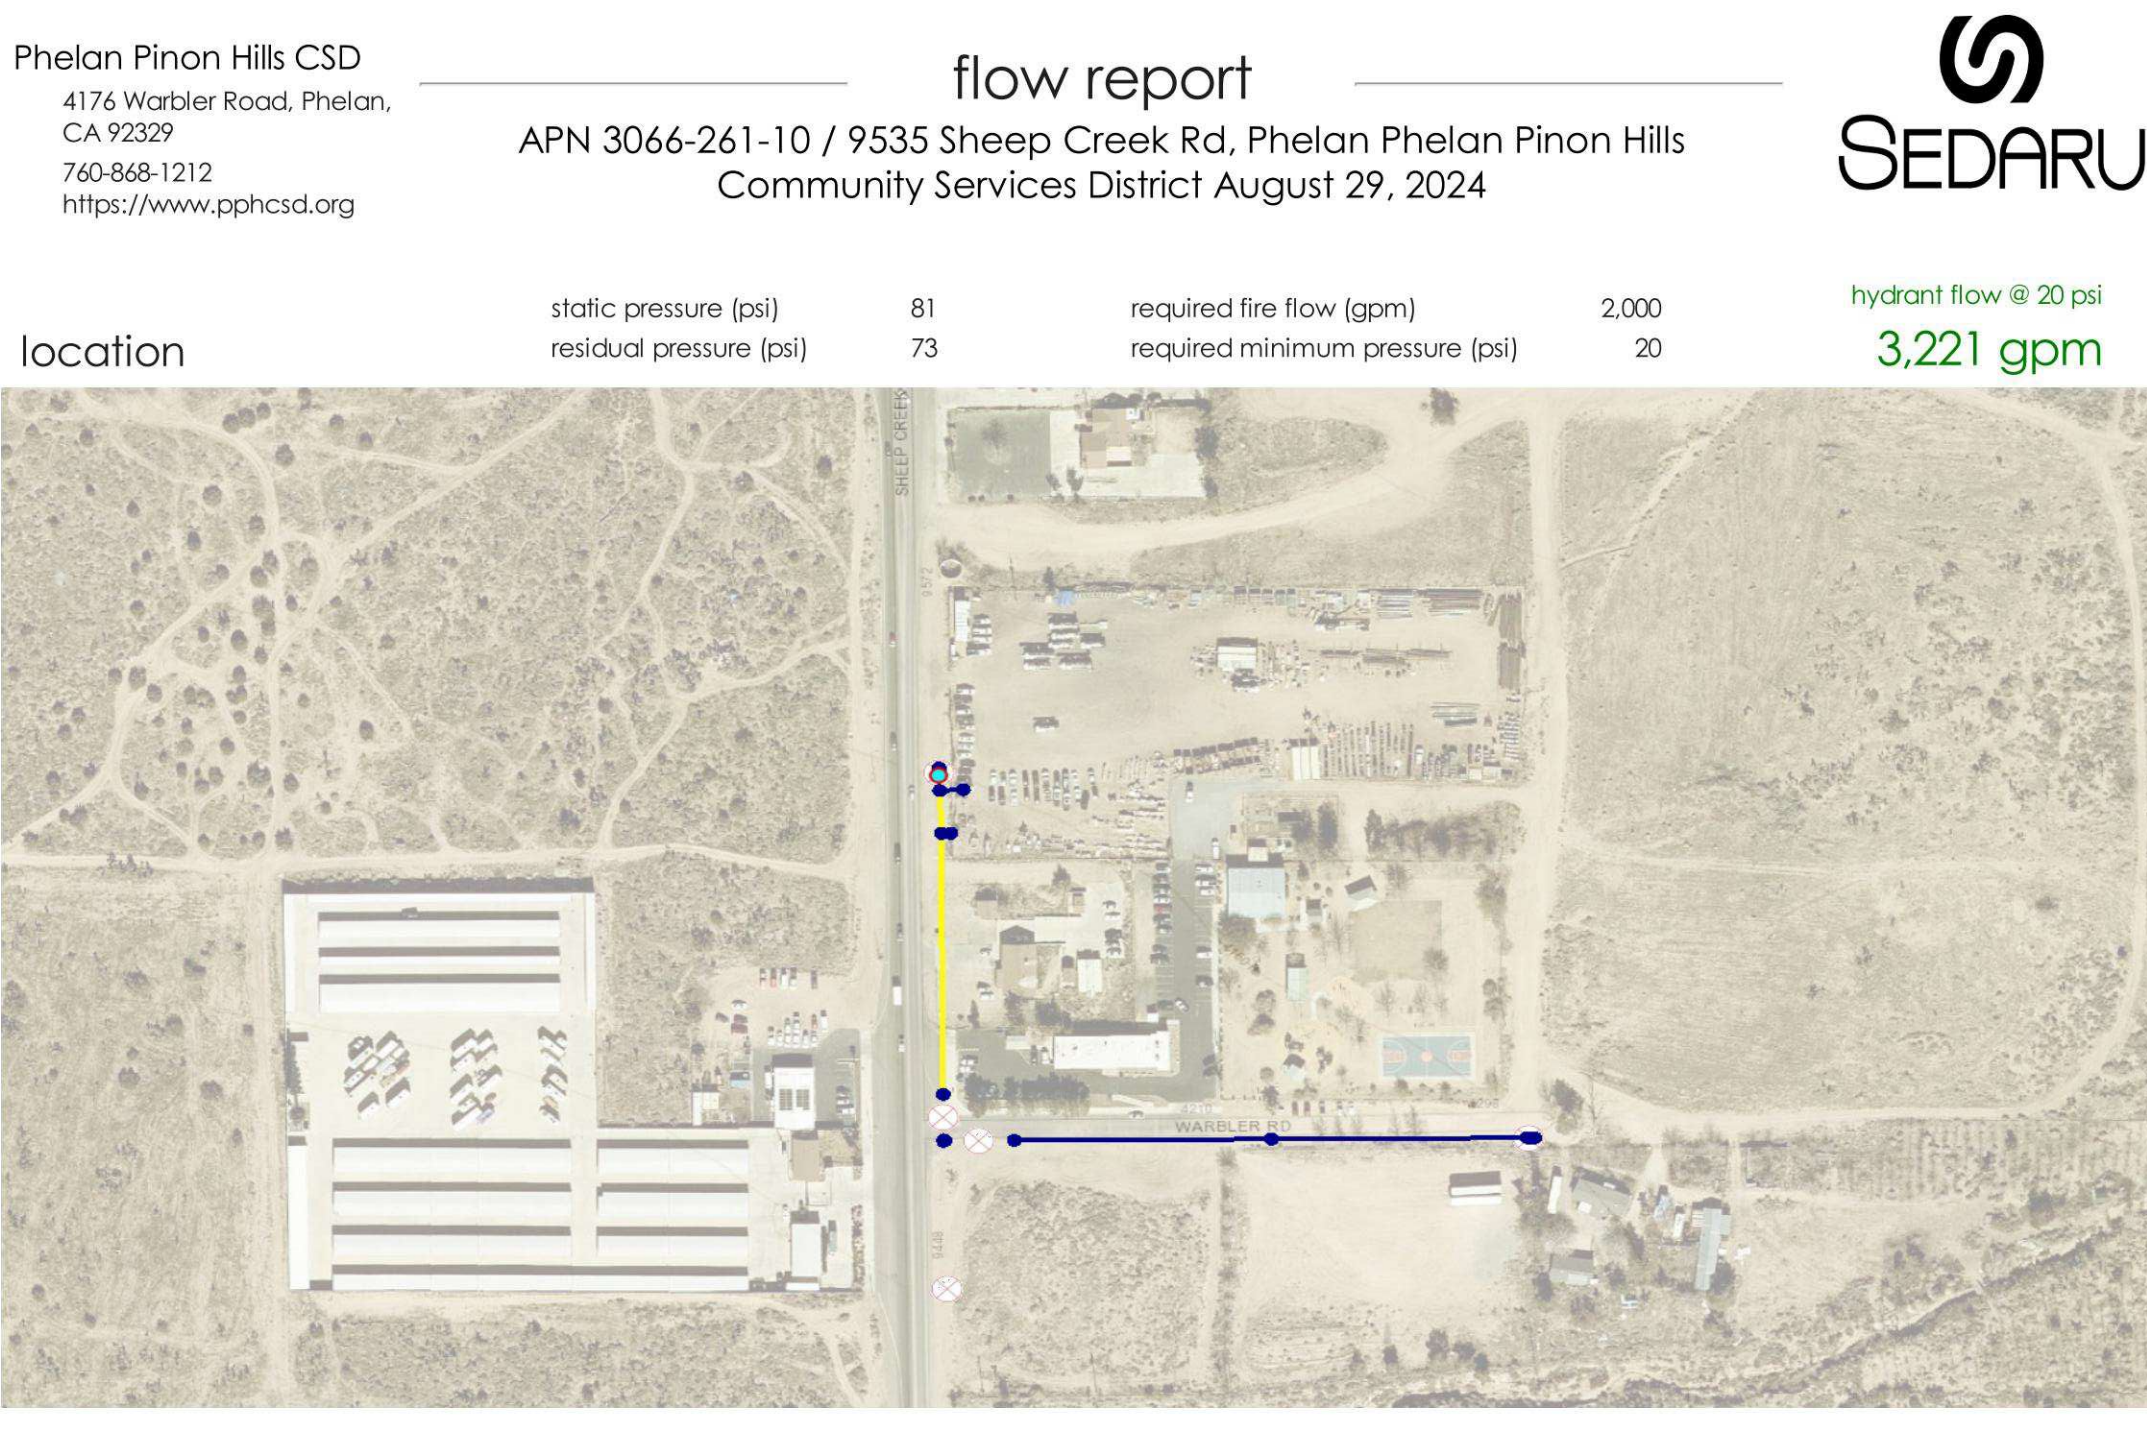 Phelan Pinon Hills CSD
4176 Warbler Road, Phelan,
CA 92329
760-868-1212
https://www.pphcsd.org
flow report
APN 3066-261-10 / 9535 Sheep Creek Rd, Phelan Phelan Pinon Hills
Community Services District August 29, 2024
SEDARU
static pressure (psi) 81
residual pressure (psi) 73
required fire flow (gpm) 2,000
required minimum pressure (psi) 20
hydrant flow @ 20 psi
3,221 gpm
location
SHEEP CREEK
9572
4210
WARBLER RD
9448